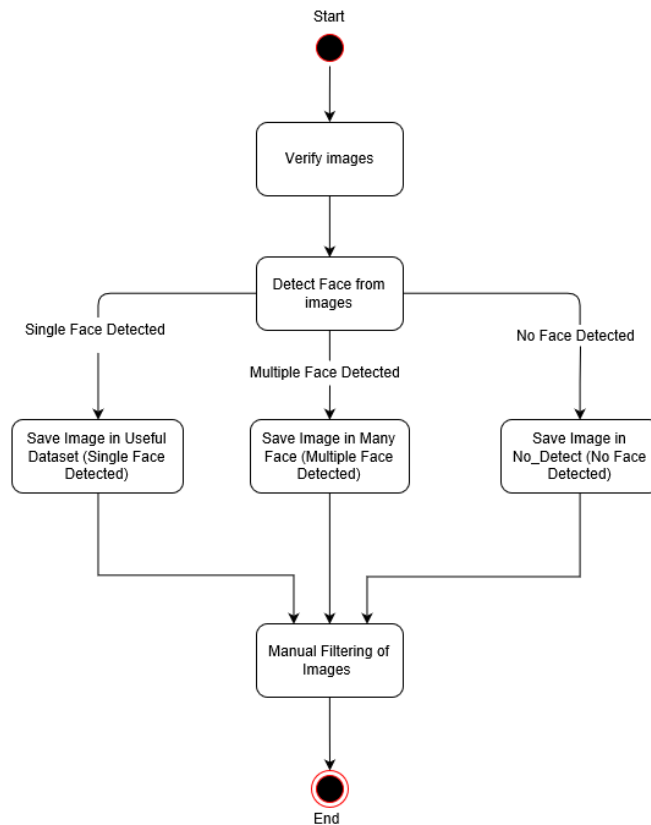 Start
Verify images
Detect Face from
images
Single Face Detected
Multiple Face Detected
No Face Detected
Save Image in Useful
Dataset (Single Face
Detected)
Save Image in Many
Face (Multiple Face
Detected)
Save Image in
No_Detect (No Face
Detected)
Manual Filtering of
Images
End